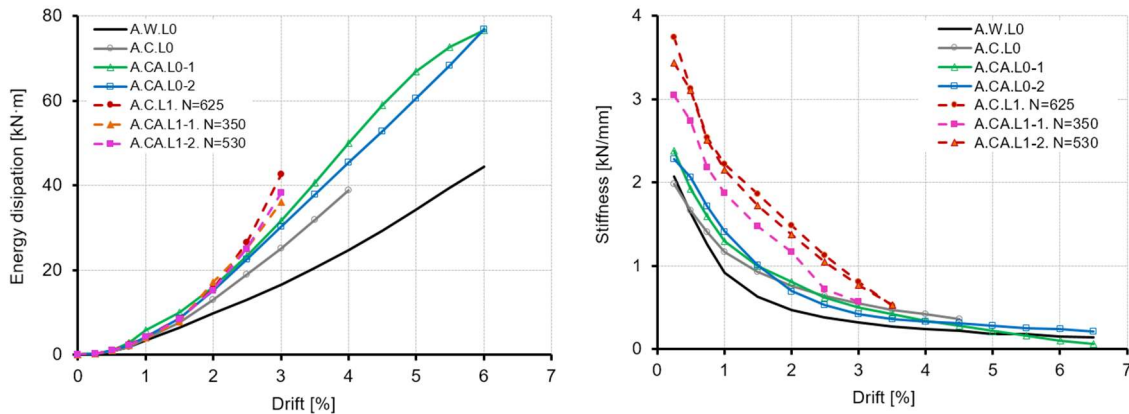 80
60
40
20
0
Energy disipation [kN·m]
A.W.L0
A.C.L0
A.CA.L0-1
A.CA.L0-2
A.C.L1. N=625
A.CA.L1-1. N=350
A.CA.L1-2. N=530
0 1 2 3 4 5 6 7
Drift [%]
4
3
2
1
0
Stiffness [kN/mm]
A.W.L0
A.C.L0
A.CA.L0-1
A.CA.L0-2
A.C.L1. N=625
A.CA.L1-1. N=350
A.CA.L1-2. N=530
0 1 2 3 4 5 6 7
Drift [%]